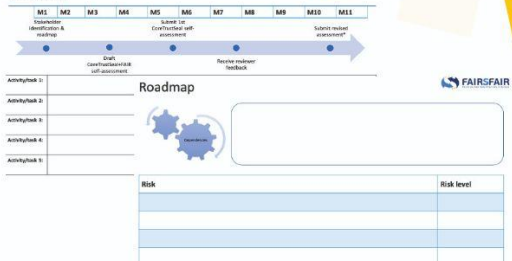 M1 M2 M3 M4 M5 M6 M7 M8 M9 M10 M11
Stakeholder
identification &
roadmap
Submit 1st
CoreTrustSeal self-
assessment
Submit revised
assessment*
Draft
CoreTrustSeal+FAIR
self-assessment
Receive reviewer
feedback
Activity/task 1:
Activity/task 2:
Activity/task 3:
Activity/task 4:
Activity/task 5:
Roadmap
FAIRSFAIR
Dependencies
Risk Risk level